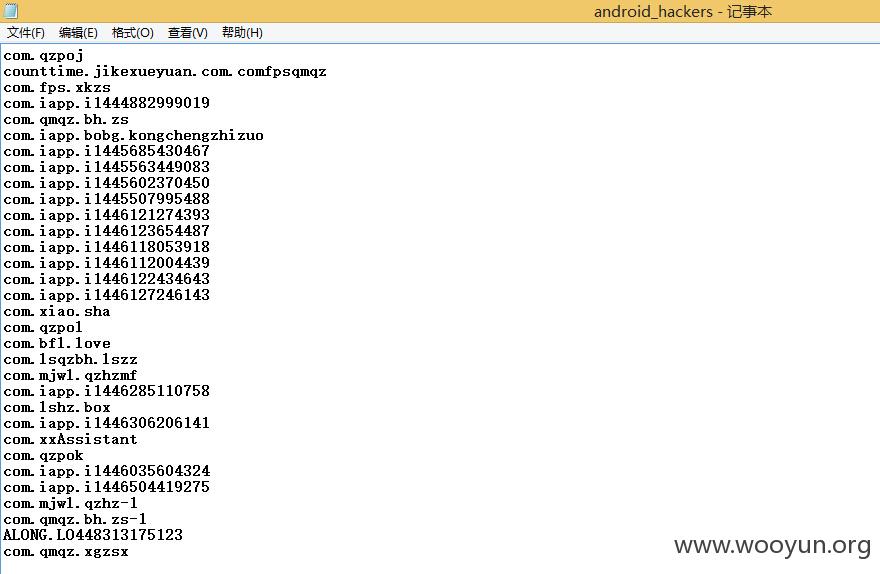 android_hackers - 记事本
文件(F) 编辑(E) 格式(O) 查看(V) 帮助(H)
com.qzpoj
counttime.jikexueyuan.com.comfpsqmqz
com.fps.xkzs
com.iapp.i1444882999019
com.qmqz.bh.zs
com.iapp.bobg.kongchengzhizuo
com.iapp.i1445685430467
com.iapp.i1445563449083
com.iapp.i1445602370450
com.iapp.i1445507995488
com.iapp.i1446121274393
com.iapp.i1446123654487
com.iapp.i1446118053918
com.iapp.i1446112004439
com.iapp.i1446122434643
com.iapp.i1446127246143
com.xiao.sha
com.qzpol
com.bfl.love
com.lsqzbh.lszz
com.mjwl.qzhzmf
com.iapp.i1446285110758
com.lshz.box
com.iapp.i1446306206141
com.xxAssistant
com.qzpok
com.iapp.i1446035604324
com.iapp.i1446504419275
com.mjwl.qzhz-1
com.qmqz.bh.zs-1
ALONG.LO448313175123
com.qmqz.xgzsx
www.wooyun.org